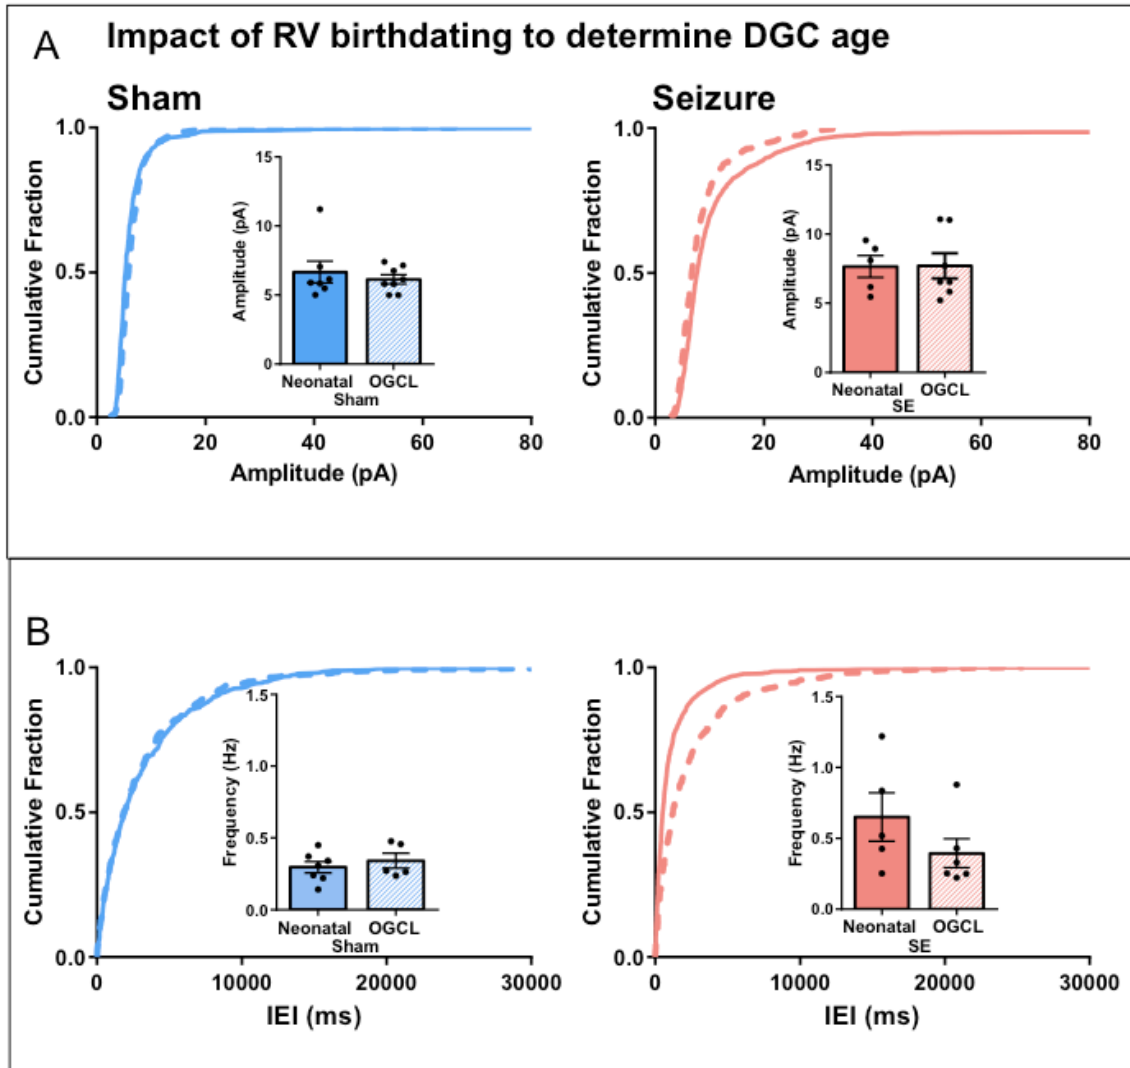 A
Impact of RV birthdating to determine DGC age
Sham
1.0
0.5
0.0
Cumulative Fraction
0 20 40 60 80
Amplitude (pA)
15
10
5
0
Amplitude (pA)
Neonatal OGCL
Sham
Seizure
1.0
0.5
0.0
Cumulative Fraction
0 20 40 60 80
Amplitude (pA)
15
10
5
0
Amplitude (pA)
Neonatal OGCL
SE
B
1.0
0.5
0.0
Cumulative Fraction
0 10000 20000 30000
IEI (ms)
1.5
1.0
0.5
0.0
Frequency (Hz)
Neonatal OGCL
Sham
1.0
0.5
0.0
Cumulative Fraction
0 10000 20000 30000
IEI (ms)
1.5
1.0
0.5
0.0
Frequency (Hz)
Neonatal OGCL
SE